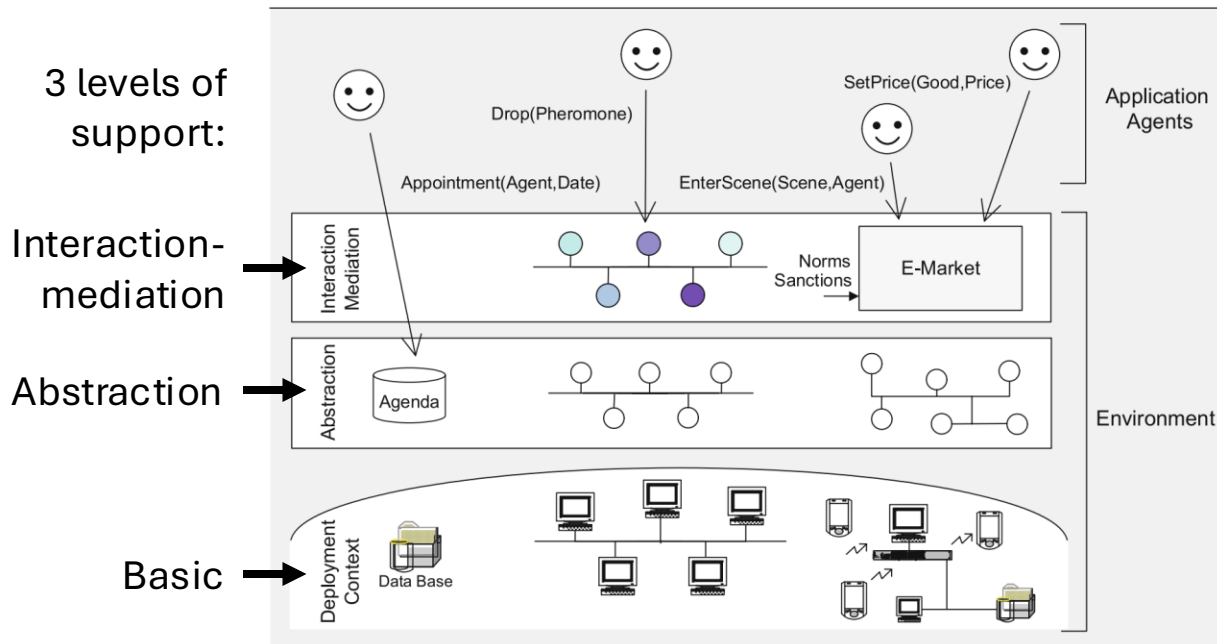 3 levels of
support:
Interaction-
mediation
Abstraction
Basic
Drop(Pheromone)
SetPrice(Good,Price)
Appointment(Agent,Date)
EnterScene(Scene,Agent)
Application
Agents
Interaction
Mediation
Norms
Sanctions
E-Market
Abstraction
Agenda
Environment
Deployment
Context
Data Base